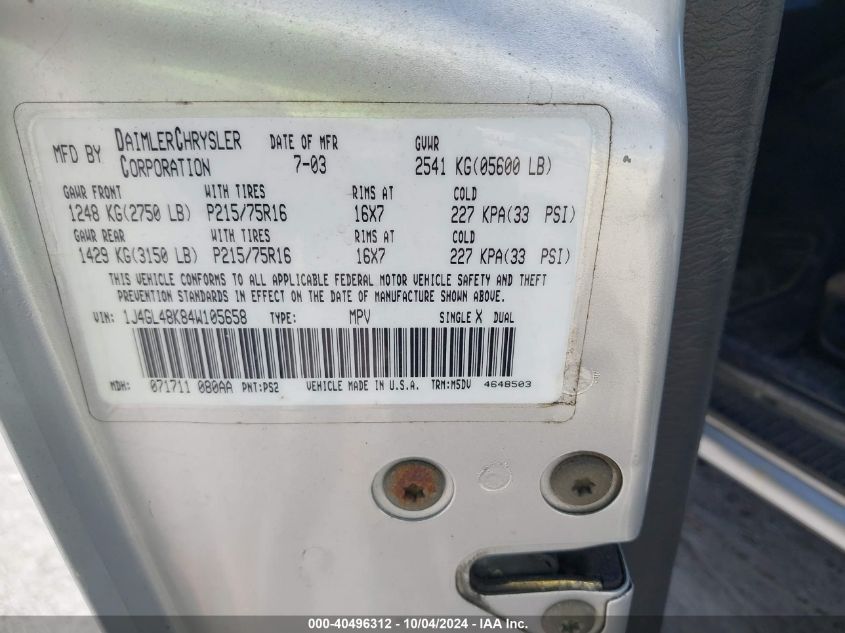 MFD BY DAIMLERCHRYSLER CORPORATION DATE OF MFR 7-03 GVWR 2541 KG(05600 LB)
GAWR FRONT WITH TIRES RIMS AT COLD
1248 KG(2750 LB) P215/75R16 16X7 227 KPA(33 PSI)
GAWR REAR WITH TIRES RIMS AT COLD
1429 KG(3150 LB) P215/75R16 16X7 227 KPA(33 PSI)
THIS VEHICLE CONFORMS TO ALL APPLICABLE FEDERAL MOTOR VEHICLE SAFETY AND THEFT
PREVENTION STANDARDS IN EFFECT ON THE DATE OF MANUFACTURE SHOWN ABOVE.
VIN: 1J4GL48K84W105658 TYPE: MPV SINGLE X DUAL
MDH: 071711 080AA PNT:PS2 VEHICLE MADE IN U.S.A. TRM:M5DV 4648503
000-40496312 - 10/04/2024 - IAA Inc.